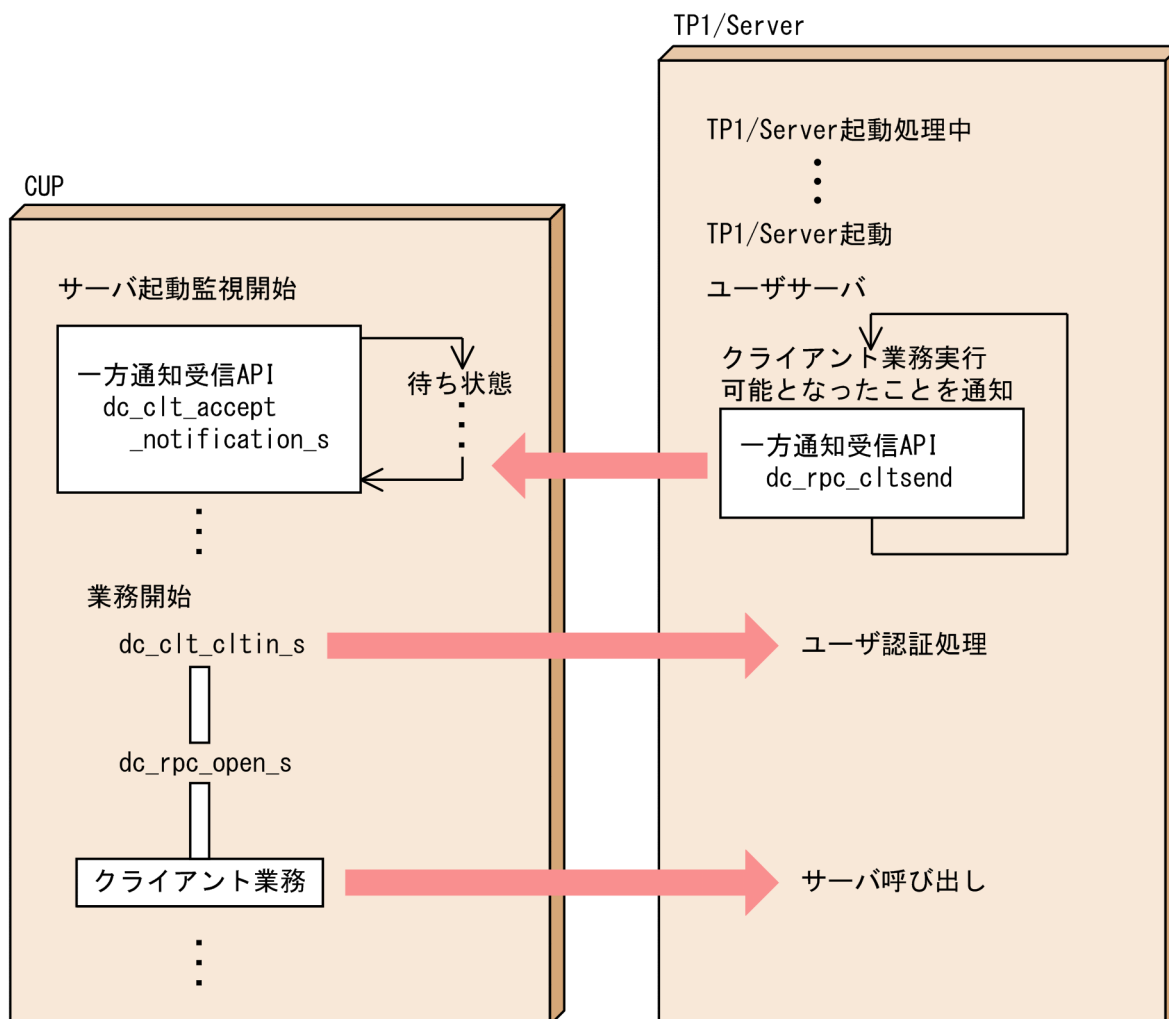 CUP
サーバ起動監視開始
一方通知受信API
dc_clt_accept
_notification_s
待ち状態
業務開始
dc_clt_cltin_s
dc_rpc_open_s
クライアント業務
TP1/Server
TP1/Server起動処理中
TP1/Server起動
ユーザサーバ
クライアント業務実行
可能となったことを通知
一方通知受信API
dc_rpc_cltsend
ユーザ認証処理
サーバ呼び出し